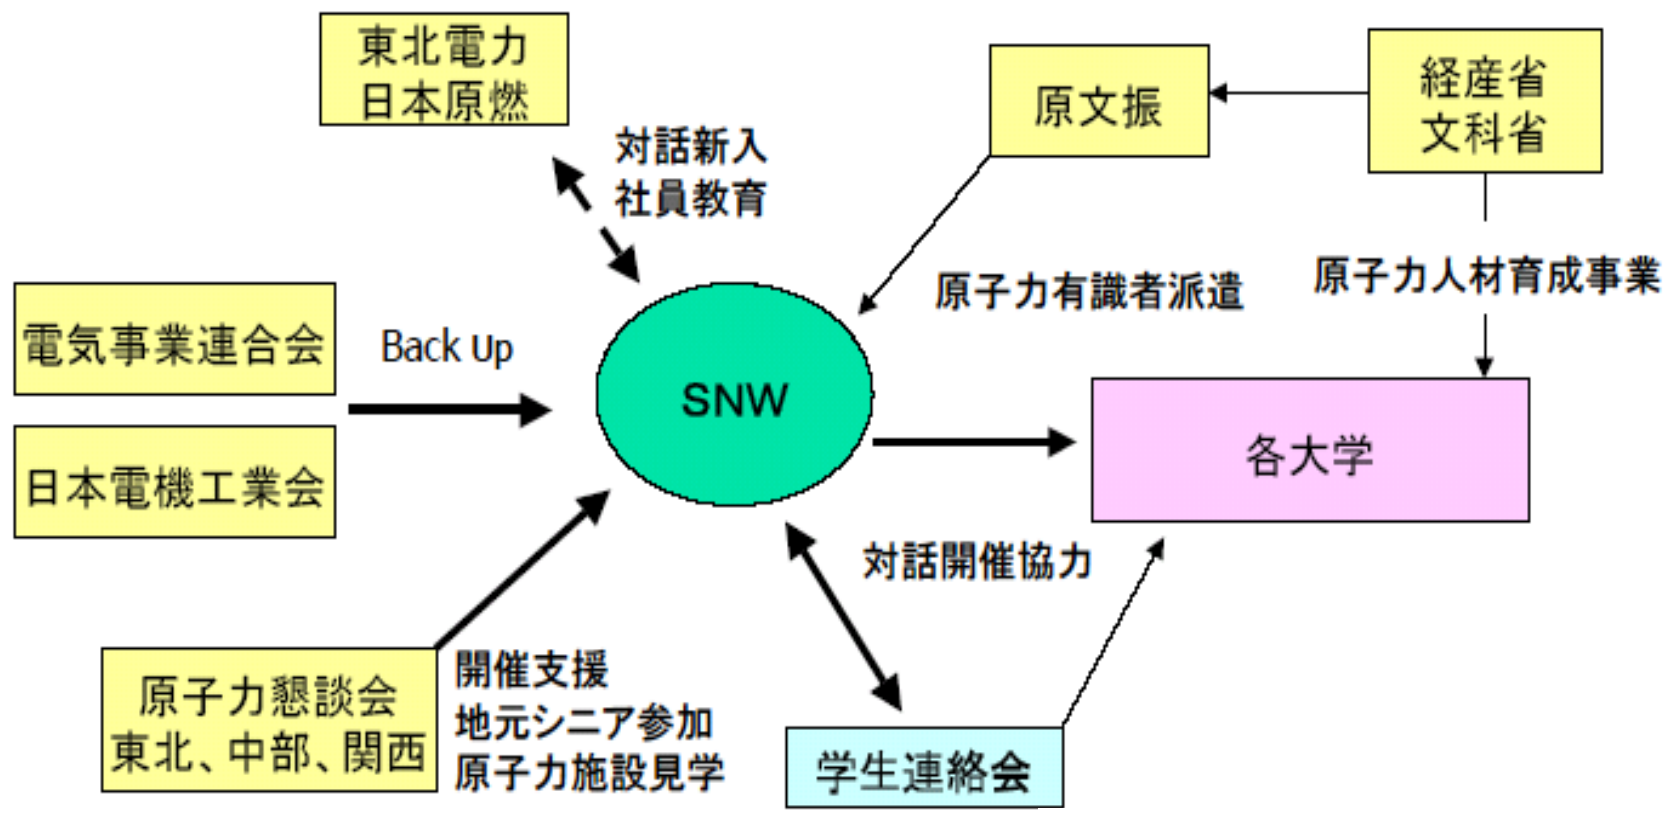 東北電力
日本原燃
対話新入
社員教育
原文振
経産省
文科省
原子力有識者派遣
原子力人材育成事業
電気事業連合会
Back Up
SNW
日本電機工業会
各大学
対話開催協力
原子力懇談会
東北、中部、関西
開催支援
地元シニア参加
原子力施設見学
学生連絡会